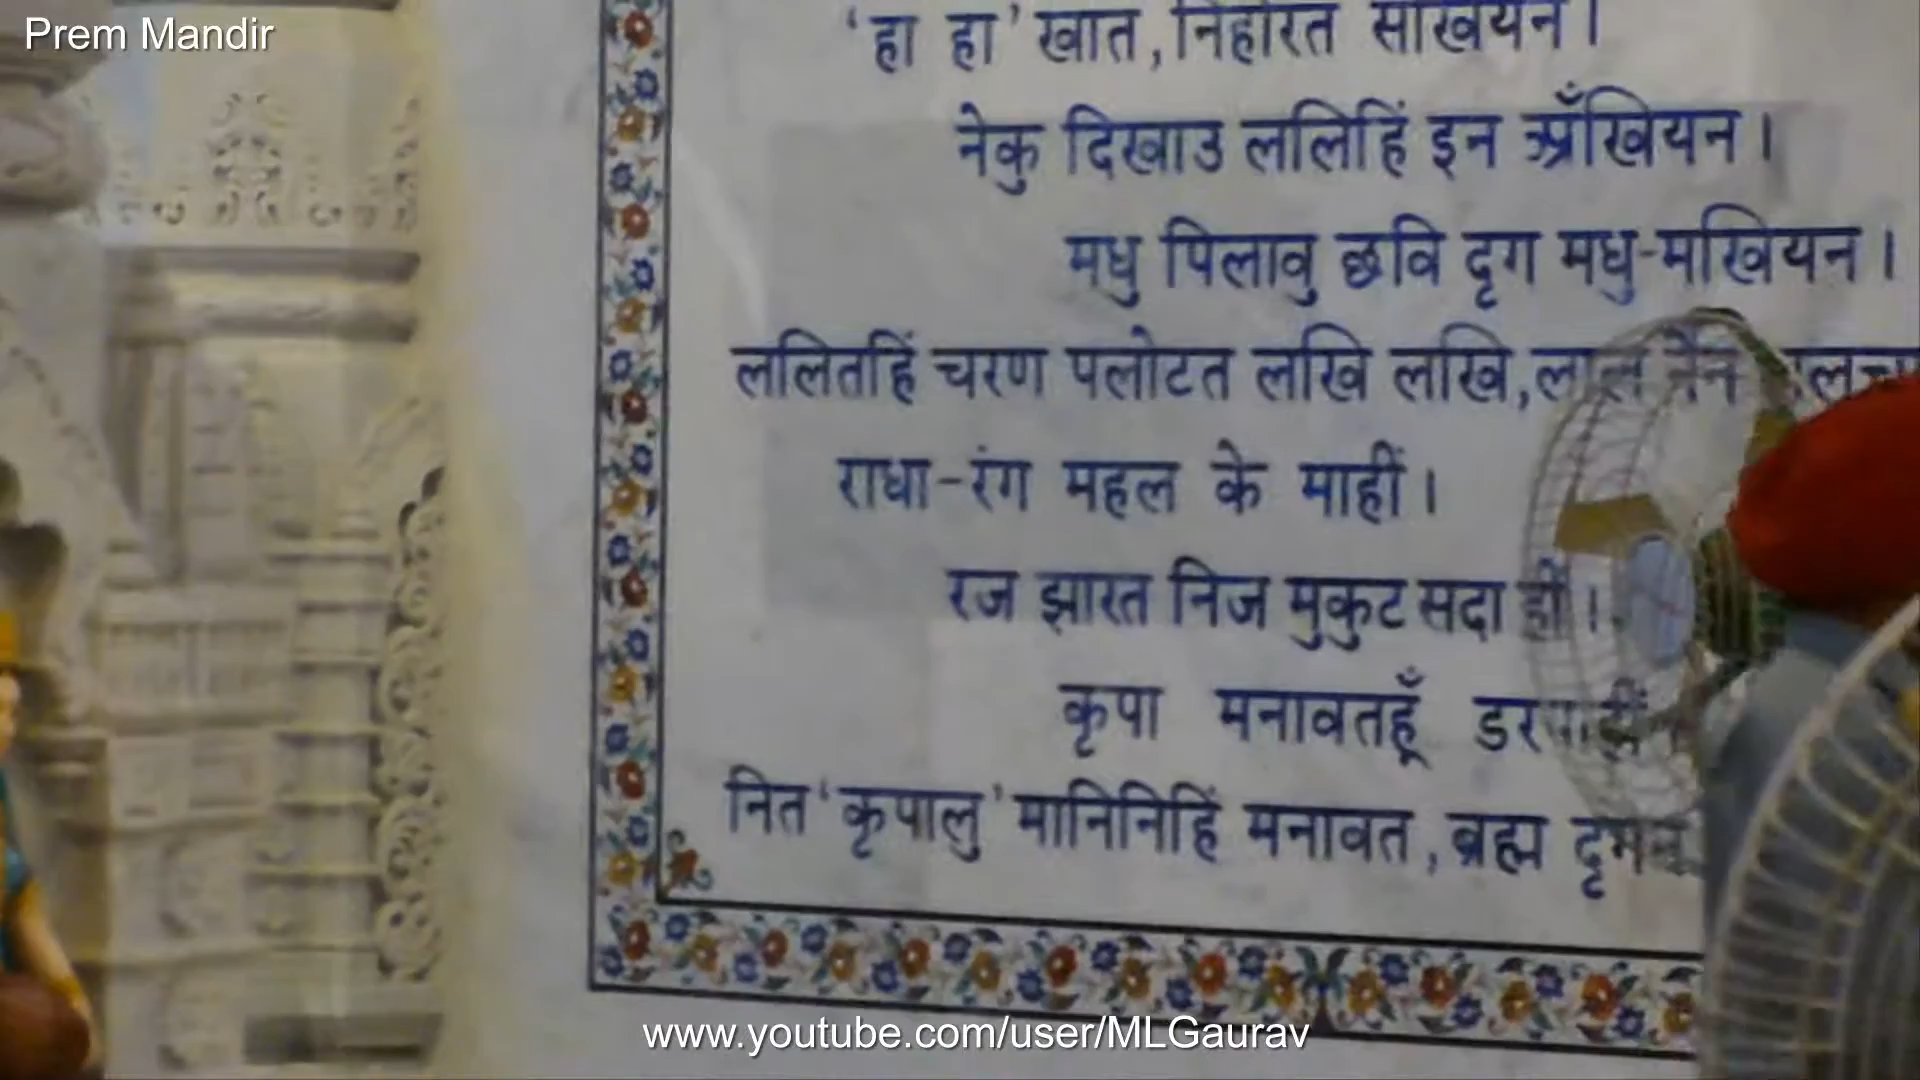 Prem Mandir
‘हा हा’ खात, निहोरत सखियन।
नेकु दिखाउ ललिहिं इन अँखियन।
मधु पिलावु छवि दृग मधु-मखियन।
ललितहिं चरण पलोटत लखि लखि, लाल नैन
राधा-रंग महल के माहीं।
रज झारत निज मुकुट सदा हीं।
कृपा मनावतहूँ
नित ‘कृपालु’ मानिनिहिं मनावत, ब्रह्म दृगन
www.youtube.com/user/MLGaurav